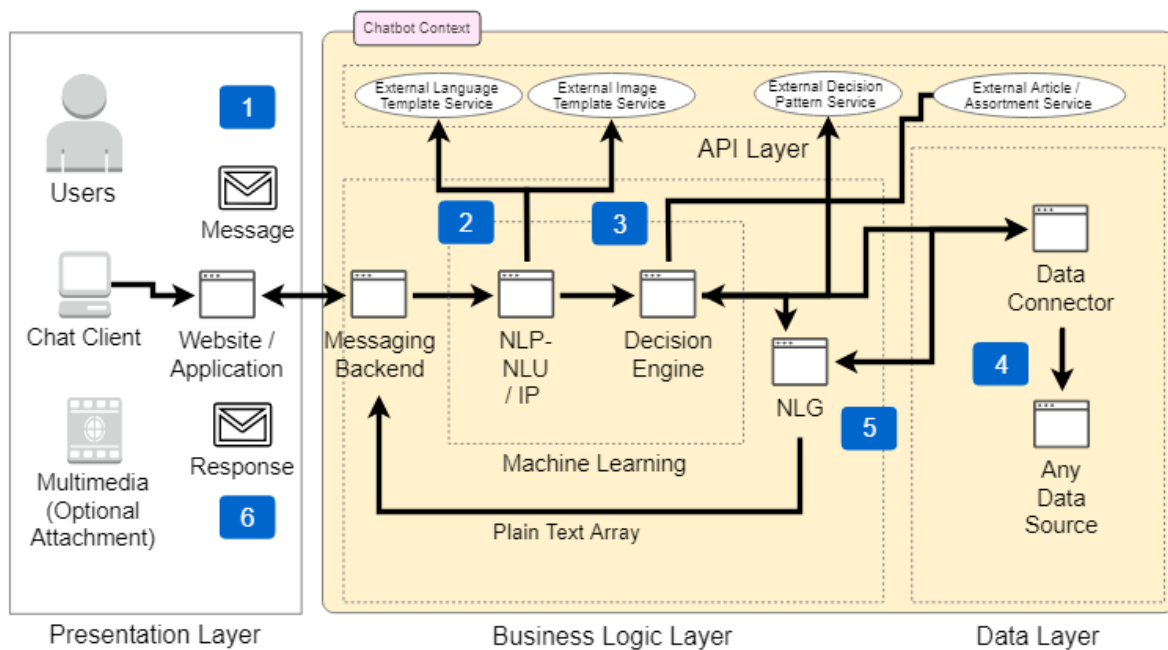 Chatbot Context
External Language
Template Service
External Image
Template Service
External Decision
Pattern Service
External Article /
Assortment Service
API Layer
1
Users
Message
Chat Client
Website /
Application
Multimedia
(Optional
Attachment)
Response
6
Presentation Layer
2
3
Messaging
Backend
NLP-
NLU
/ IP
Decision
Engine
NLG
5
Machine Learning
Plain Text Array
Business Logic Layer
Data
Connector
4
Any
Data
Source
Data Layer